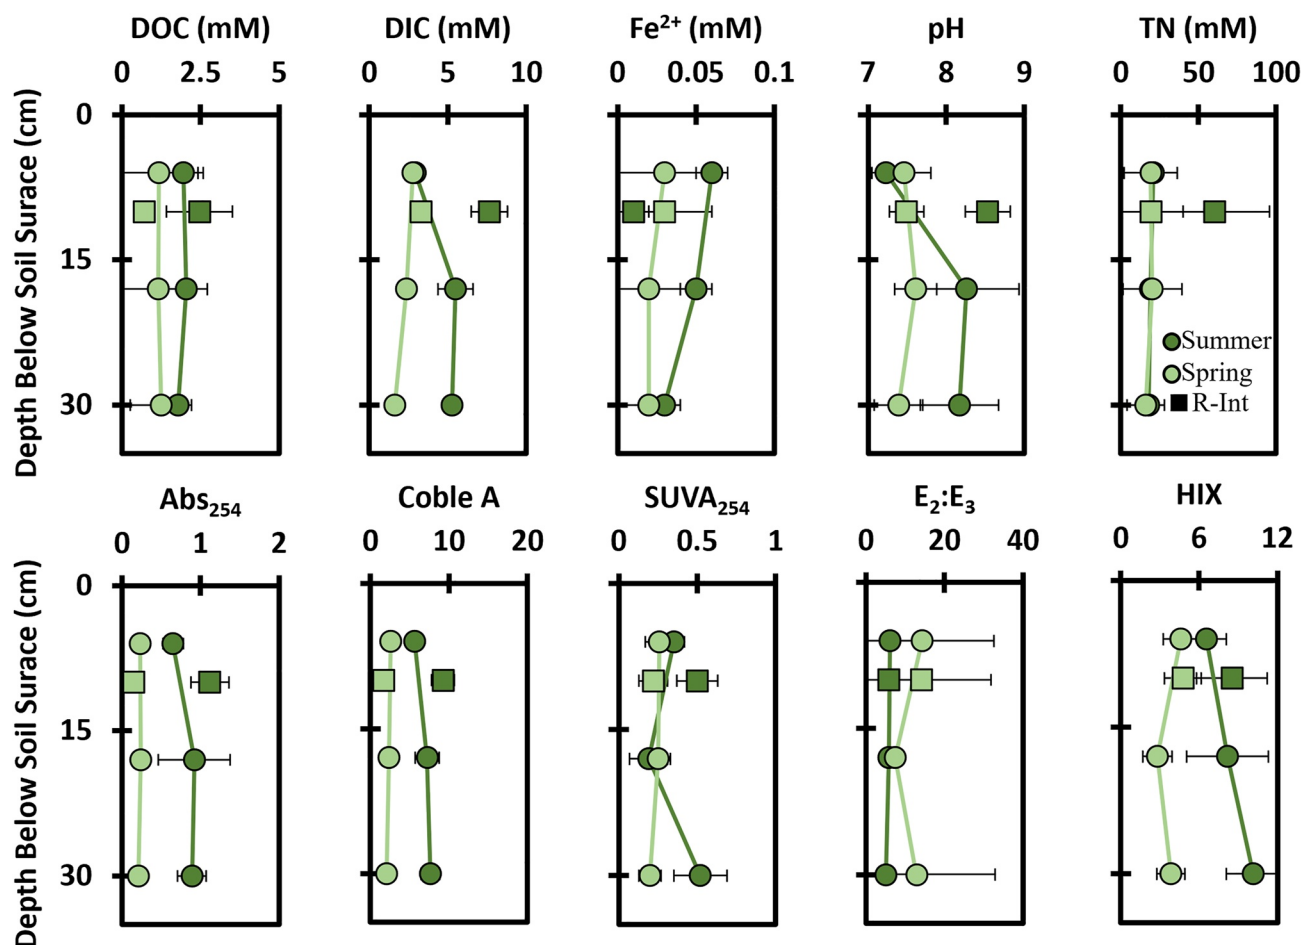 DOC (mM) DIC (mM) Fe²⁺ (mM) pH TN (mM)
0 2.5 5 0 5 10 0 0.05 0.1 7 8 9 0 50 100
Depth Below Soil Surace (cm)
0
15
30
Summer
Spring
R-Int
Abs₂₅₄ Coble A SUVA₂₅₄ E₂:E₃ HIX
0 1 2 0 10 20 0 0.5 1 0 20 40 0 6 12
Depth Below Soil Surace (cm)
0
15
30